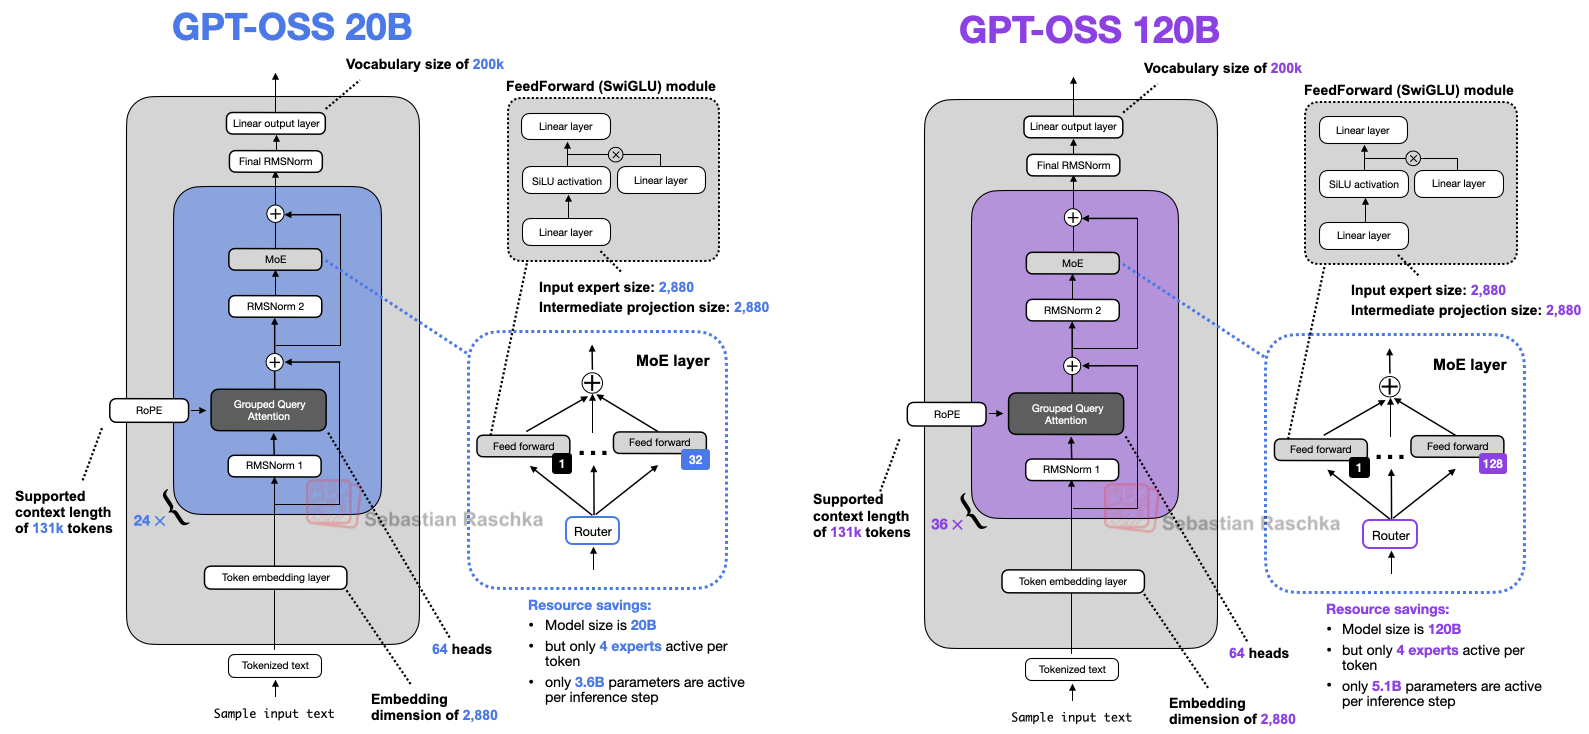 GPT-OSS 20B
Vocabulary size of 200k
FeedForward (SwiGLU) module
Linear output layer
Final RMSNorm
Linear layer
SiLU activation
Linear layer
Linear layer
MoE
RMSNorm 2
Input expert size: 2,880
Intermediate projection size: 2,880
MoE layer
RoPE
Grouped Query
Attention
Feed forward
1
...
Feed forward
32
RMSNorm 1
Supported
context length
of 131k tokens
24 ×
Sebastian Raschka
Router
Token embedding layer
Resource savings:
• Model size is 20B
• but only 4 experts active per
token
• only 3.6B parameters are active
per inference step
64 heads
Tokenized text
Embedding
dimension of 2,880
Sample input text
GPT-OSS 120B
Vocabulary size of 200k
FeedForward (SwiGLU) module
Linear output layer
Final RMSNorm
Linear layer
SiLU activation
Linear layer
Linear layer
MoE
RMSNorm 2
Input expert size: 2,880
Intermediate projection size: 2,880
MoE layer
RoPE
Grouped Query
Attention
Feed forward
1
...
Feed forward
128
RMSNorm 1
Supported
context length
of 131k tokens
36 ×
Sebastian Raschka
Router
Token embedding layer
Resource savings:
• Model size is 120B
• but only 4 experts active per
token
• only 5.1B parameters are active
per inference step
64 heads
Tokenized text
Embedding
dimension of 2,880
Sample input text